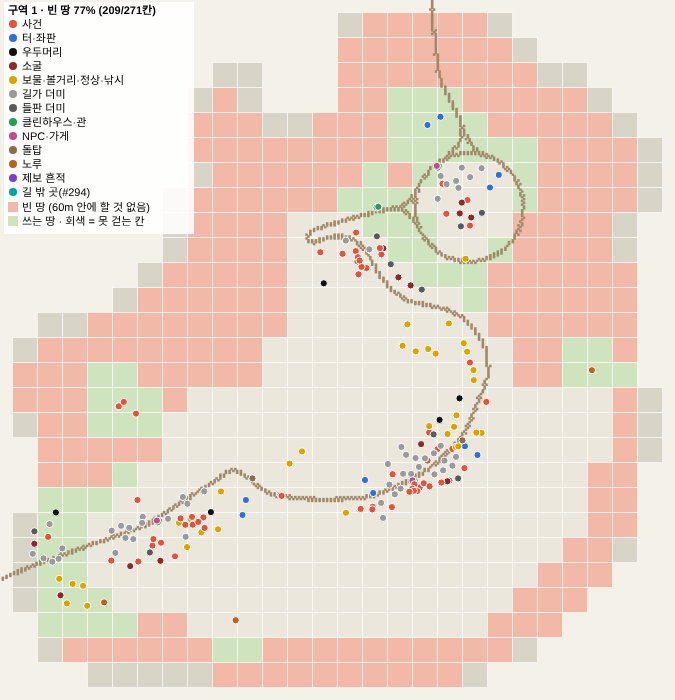 구역 1 · 빈 땅 77% (209/271칸)
사건
터·좌판
우두머리
소굴
보물·볼거리·정상·낚시
길가 더미
들판 더미
클린하우스·관
NPC·가게
돌탑
노루
제보 흔적
길 밖 곳(#294)
빈 땅 (60m 안에 할 것 없음)
쓰는 땅 · 회색 = 못 걷는 칸